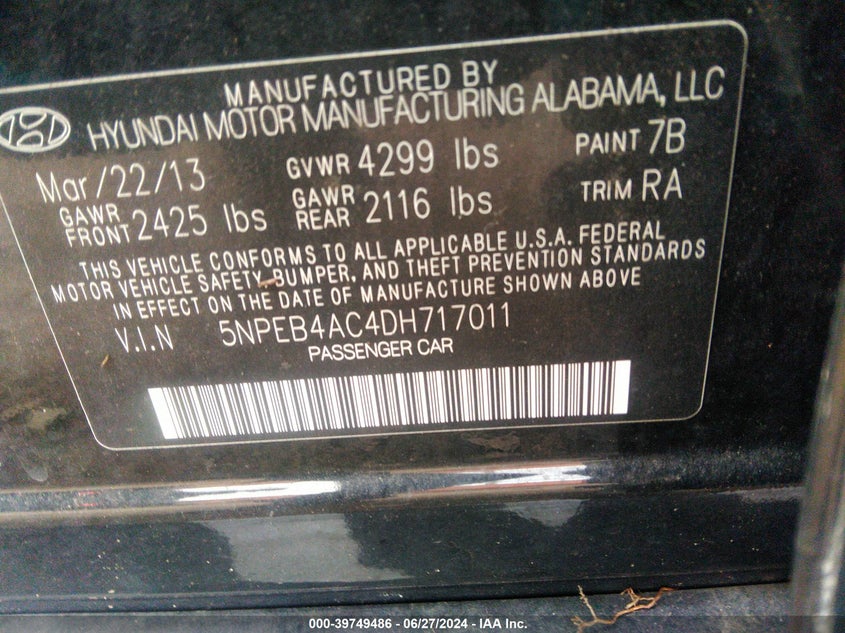 MANUFACTURED BY
HYUNDAI MOTOR MANUFACTURING ALABAMA, LLC
Mar/22/13 GVWR 4299 lbs PAINT 7B
GAWR FRONT 2425 lbs GAWR REAR 2116 lbs TRIM RA
THIS VEHICLE CONFORMS TO ALL APPLICABLE U.S.A. FEDERAL
MOTOR VEHICLE SAFETY, BUMPER, AND THEFT PREVENTION STANDARDS
IN EFFECT ON THE DATE OF MANUFACTURE SHOWN ABOVE
V.I.N 5NPEB4AC4DH717011
PASSENGER CAR
000-39749486 - 06/27/2024 - IAA Inc.